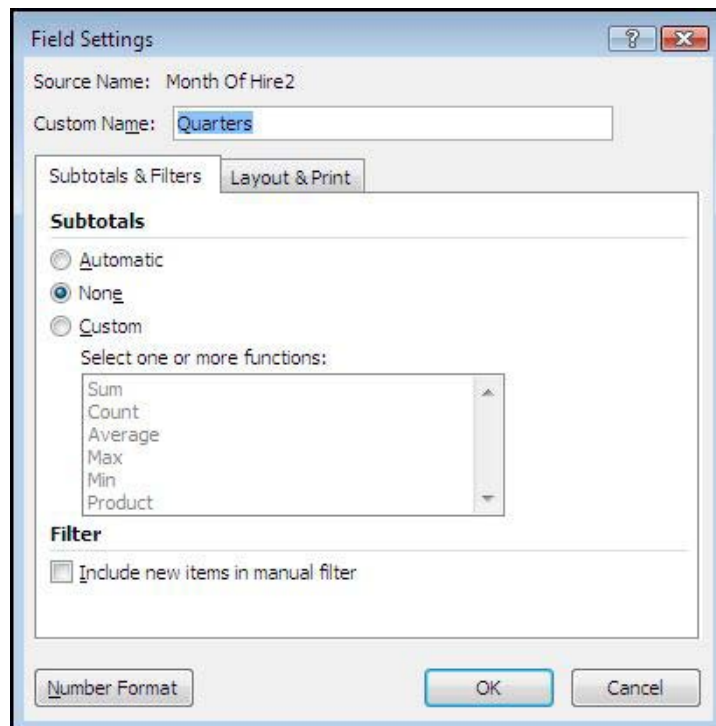 Field Settings
Source Name: Month Of Hire2
Custom Name: Quarters
Subtotals & Filters Layout & Print
Subtotals
Automatic
None
Custom
Select one or more functions:
Sum
Count
Average
Max
Min
Product
Filter
Include new items in manual filter
Number Format OK Cancel